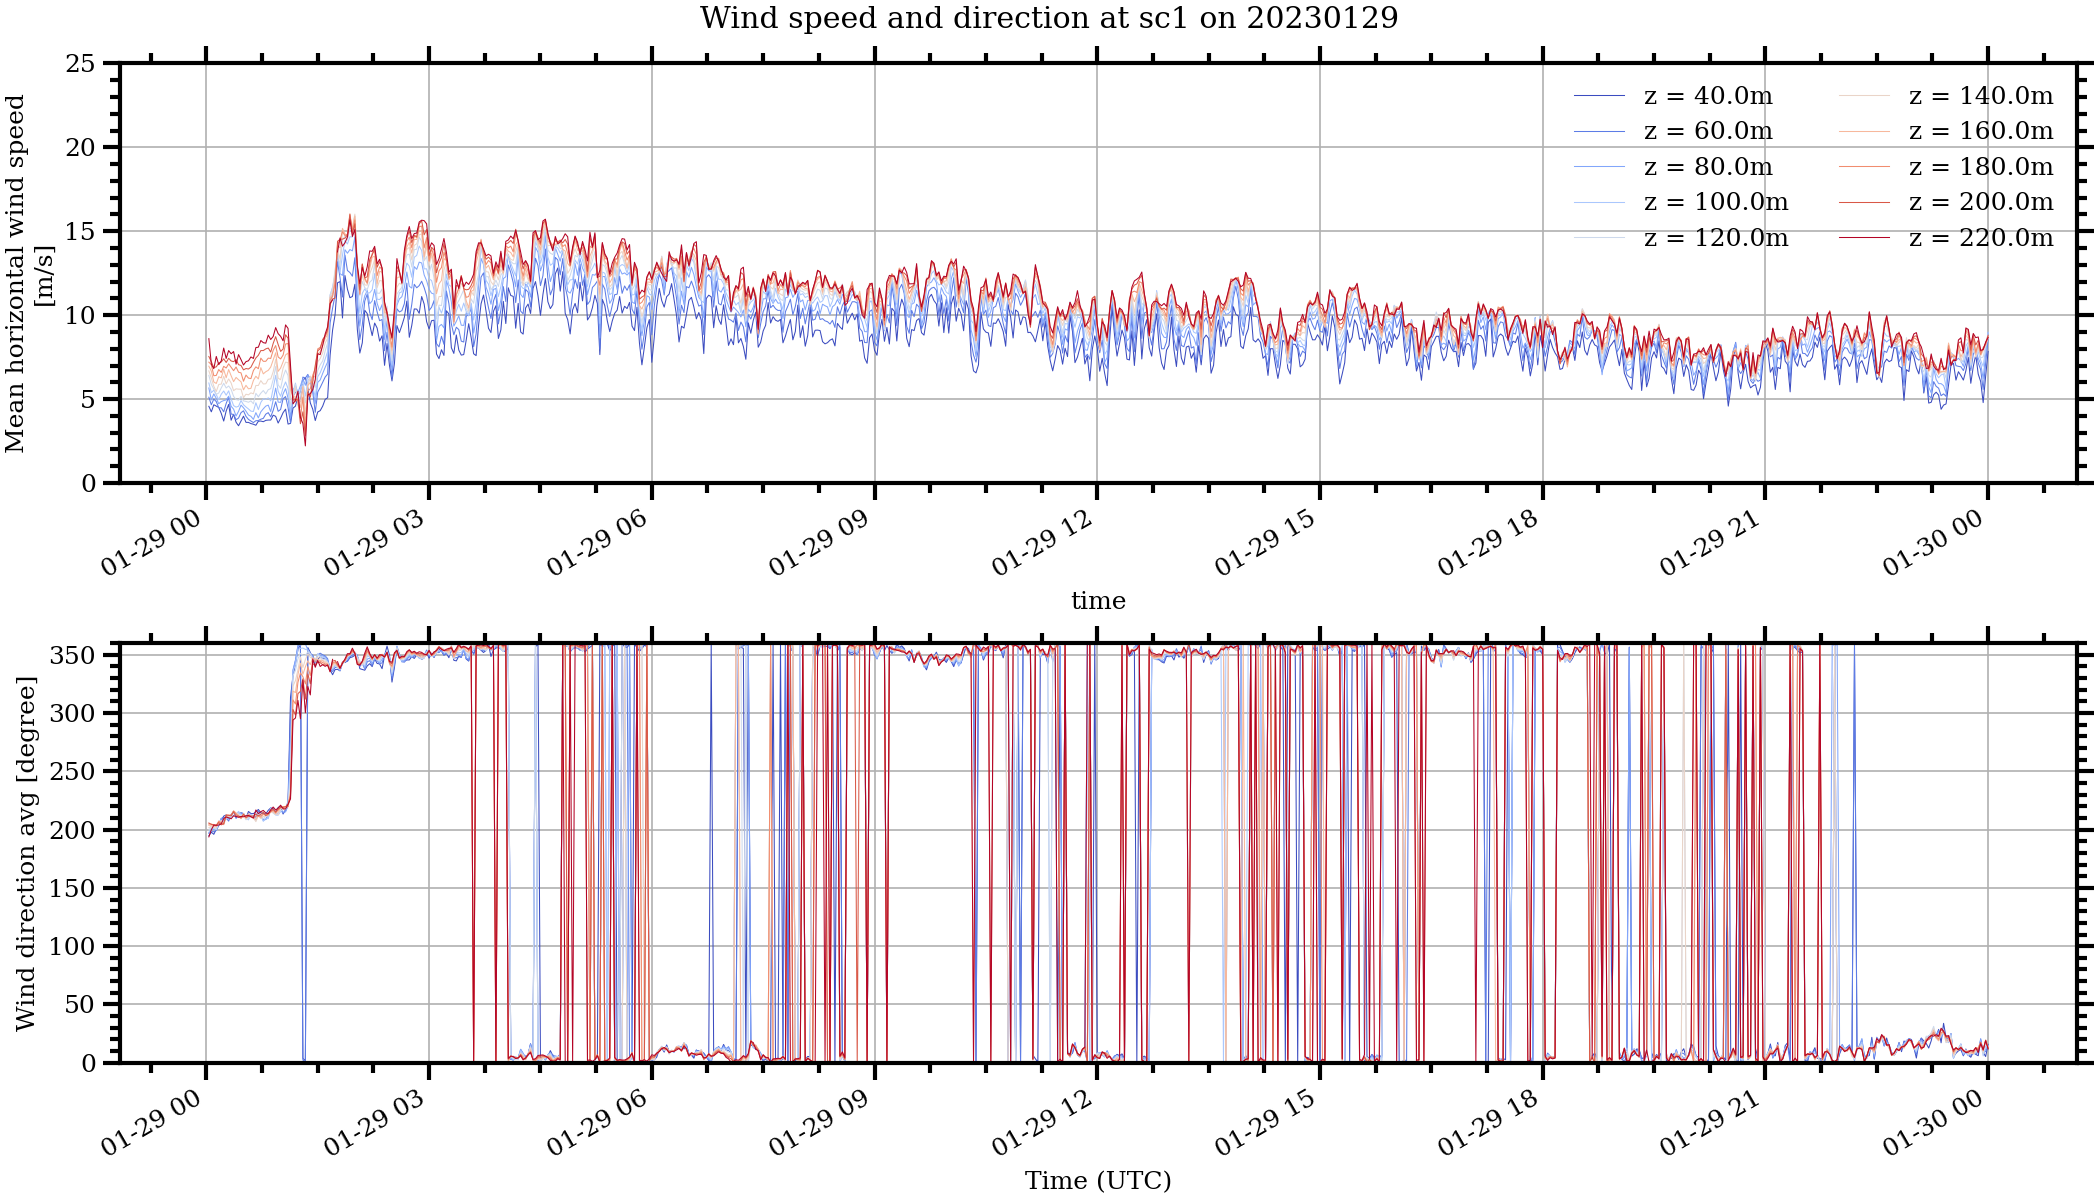 Wind speed and direction at sc1 on 20230129
Mean horizontal wind speed
[m/s]
25
20
15
10
5
0
z = 40.0m
z = 60.0m
z = 80.0m
z = 100.0m
z = 120.0m
z = 140.0m
z = 160.0m
z = 180.0m
z = 200.0m
z = 220.0m
01-29 00
01-29 03
01-29 06
01-29 09
01-29 12
01-29 15
01-29 18
01-29 21
01-30 00
time
Wind direction avg [degree]
350
300
250
200
150
100
50
0
01-29 00
01-29 03
01-29 06
01-29 09
01-29 12
01-29 15
01-29 18
01-29 21
01-30 00
Time (UTC)